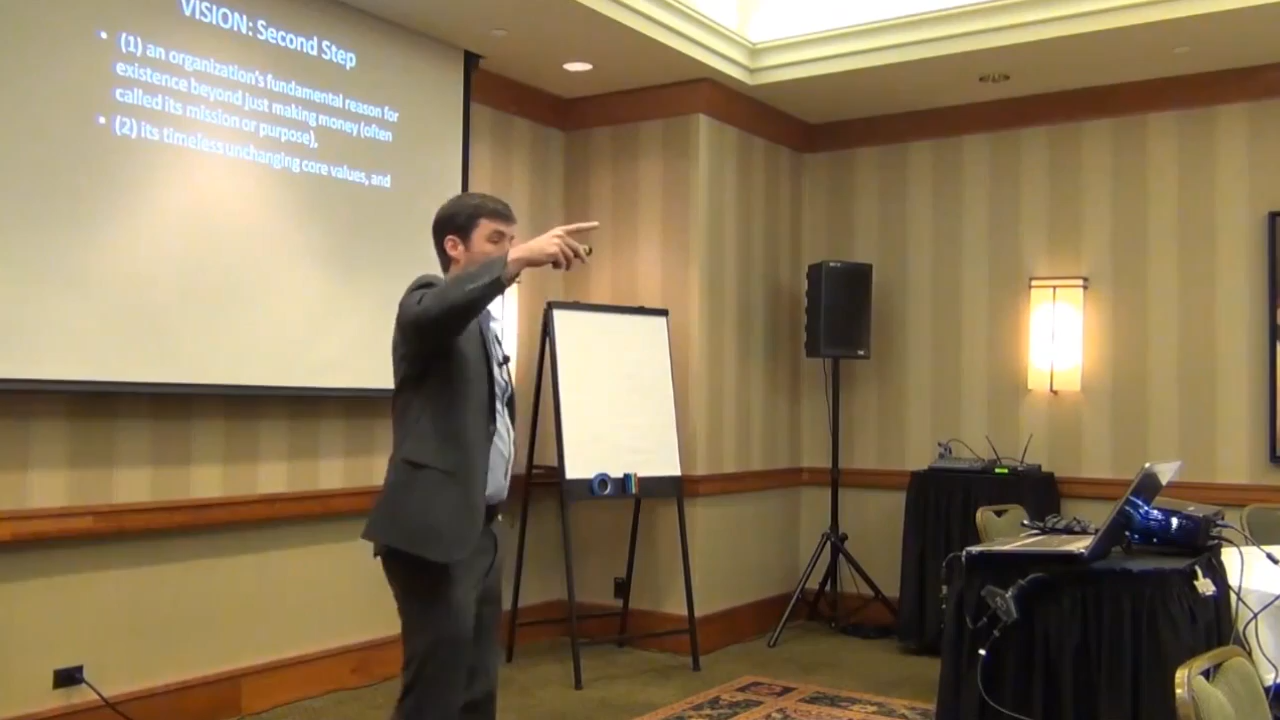 VISION: Second Step
• (1) an organization's fundamental reason for
existence beyond just making money (often
called its mission or purpose),
• (2) its timeless unchanging core values, and